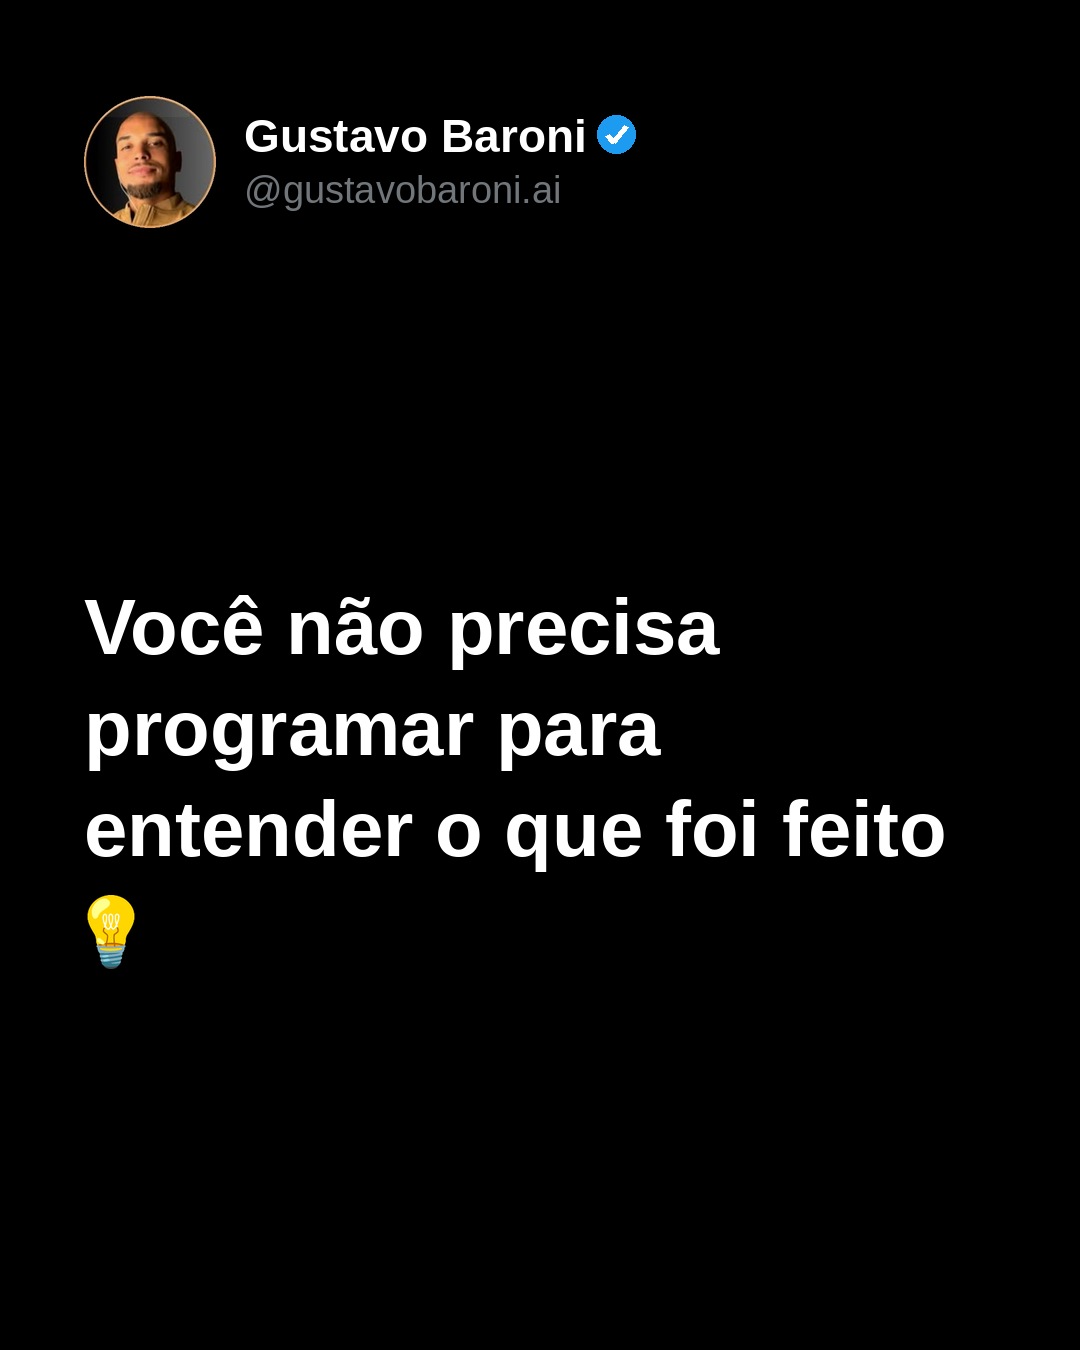 Gustavo Baroni
@gustavobaroni.ai
Você não precisa
programar para
entender o que foi feito
💡